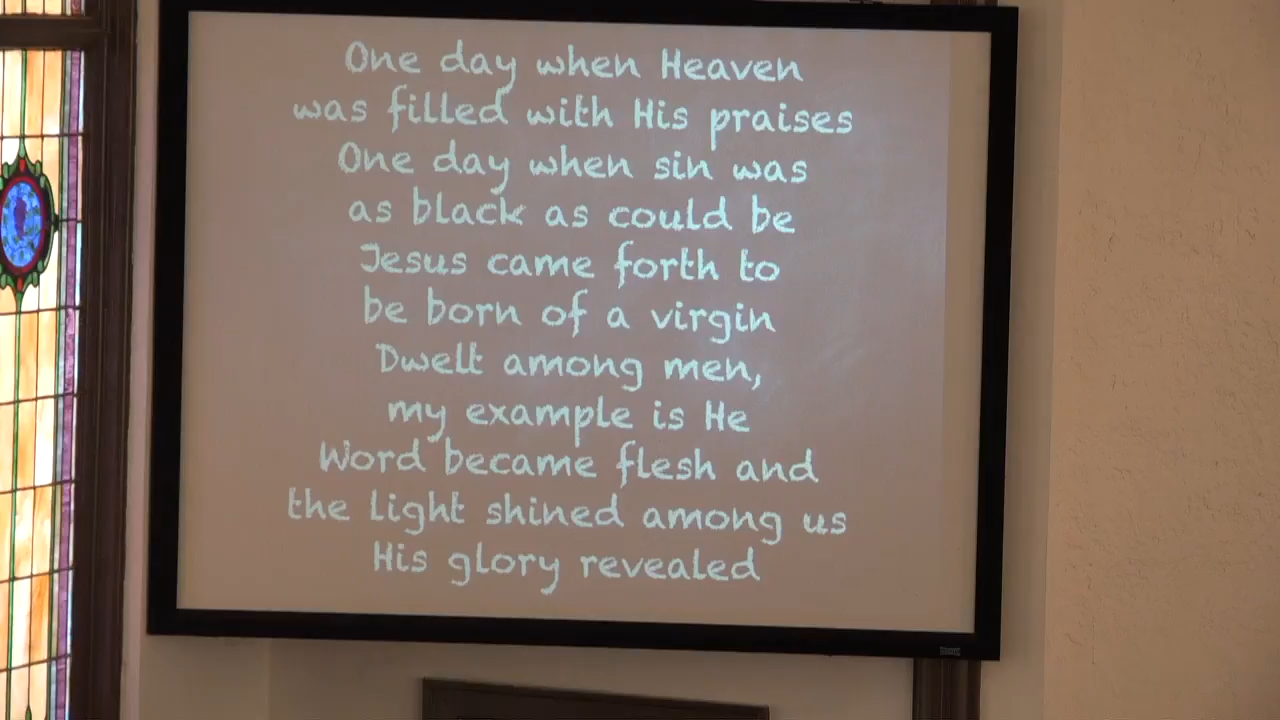 One day when Heaven
was filled with His praises
One day when sin was
as black as could be
Jesus came forth to
be born of a virgin
Dwelt among men,
my example is He
Word became flesh and
the light shined among us
His glory revealed